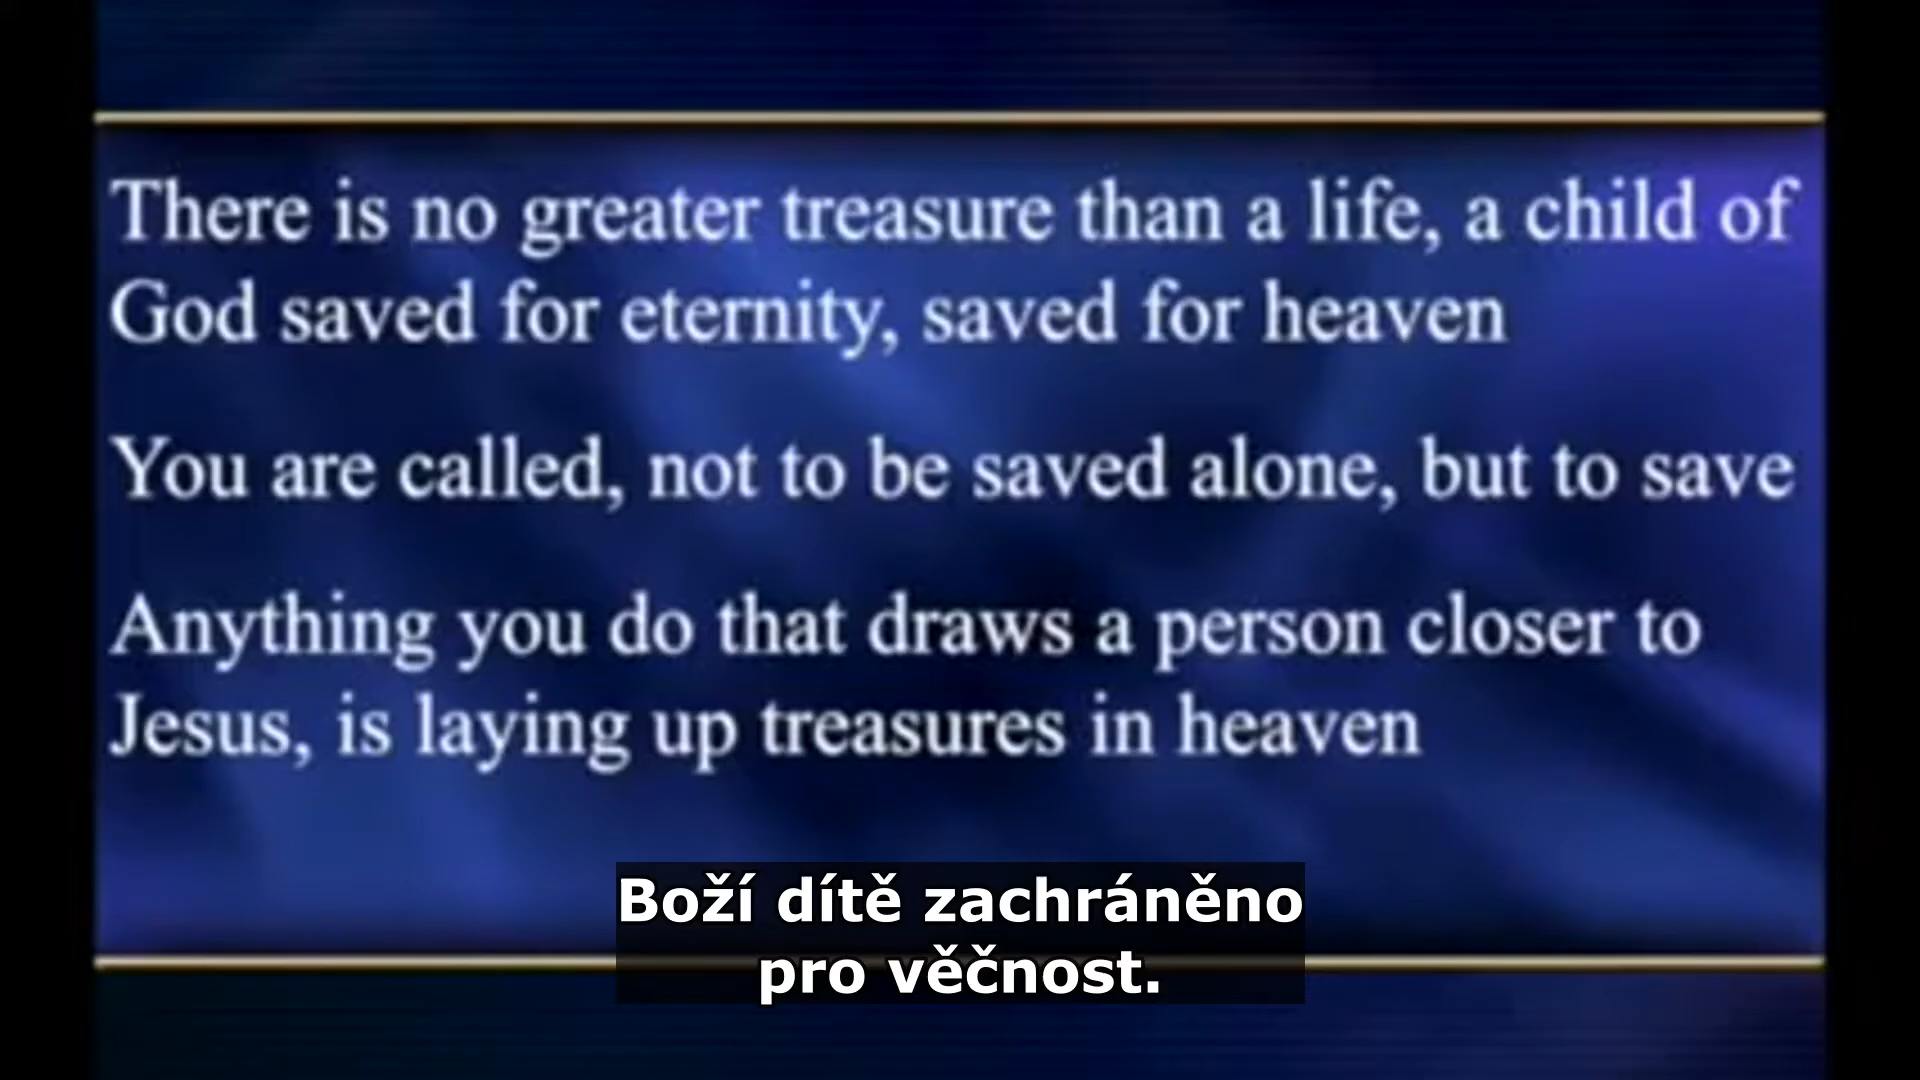 There is no greater treasure than a life, a child of
God saved for eternity, saved for heaven
You are called, not to be saved alone, but to save
Anything you do that draws a person closer to
Jesus, is laying up treasures in heaven
Boží dítě zachráněno
pro věčnost.